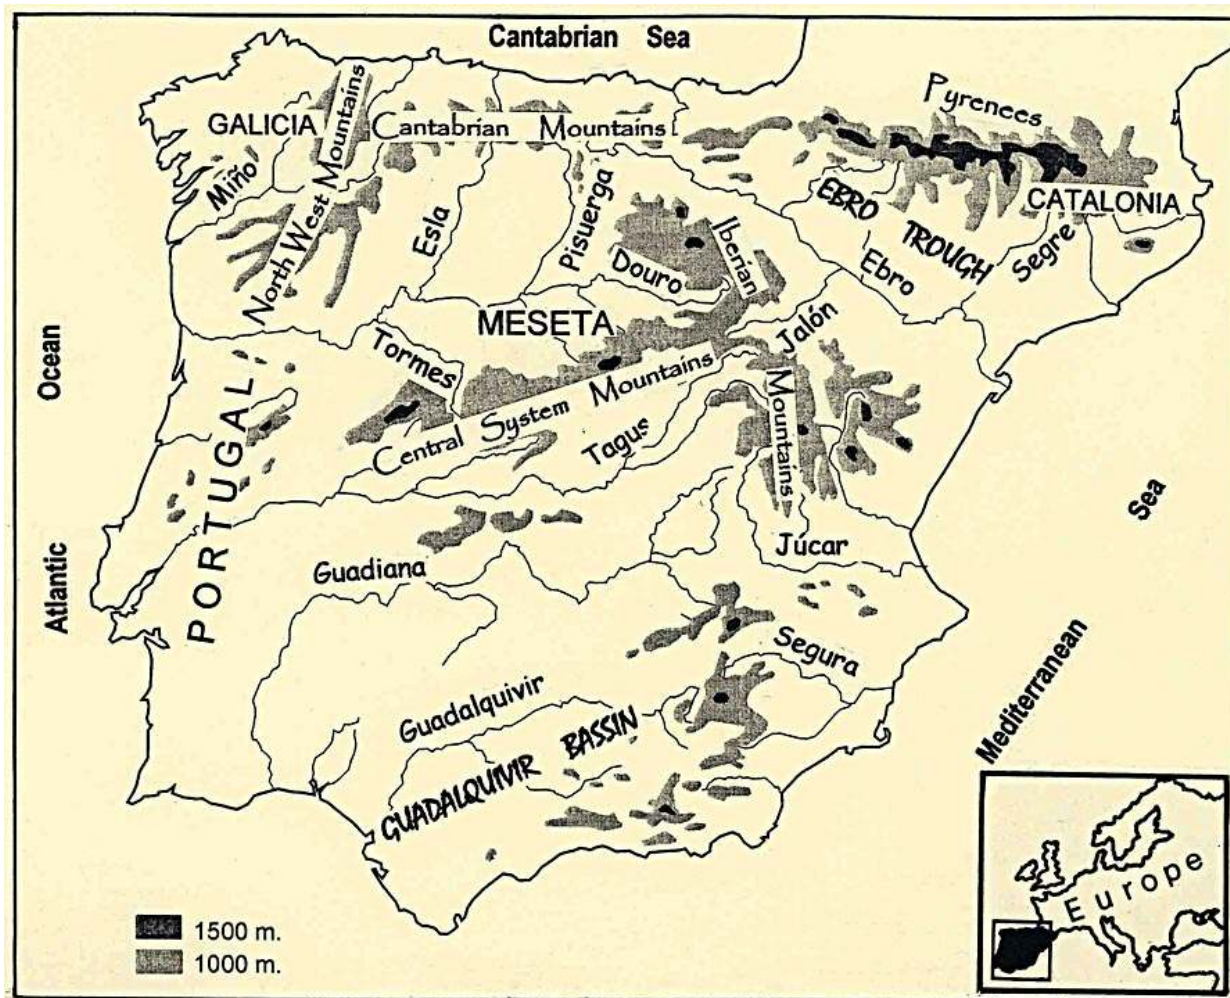 Cantabrian Sea
Pyrenees
GALICIA
North West Mountains
Cantabrian Mountains
Miño
Esla
Pisuerga
Iberian
Mountains
EBRO TROUGH
CATALONIA
Segre
Ebro
Douro
MESETA
Jalón
Tormes
Central System Mountains
Tagus
Ocean
Atlantic
PORTUGAL
Sea
Mediterranean
Júcar
Guadiana
Segura
Guadalquivir
GUADALQUIVIR BASSIN
1500 m.
1000 m.
Europe